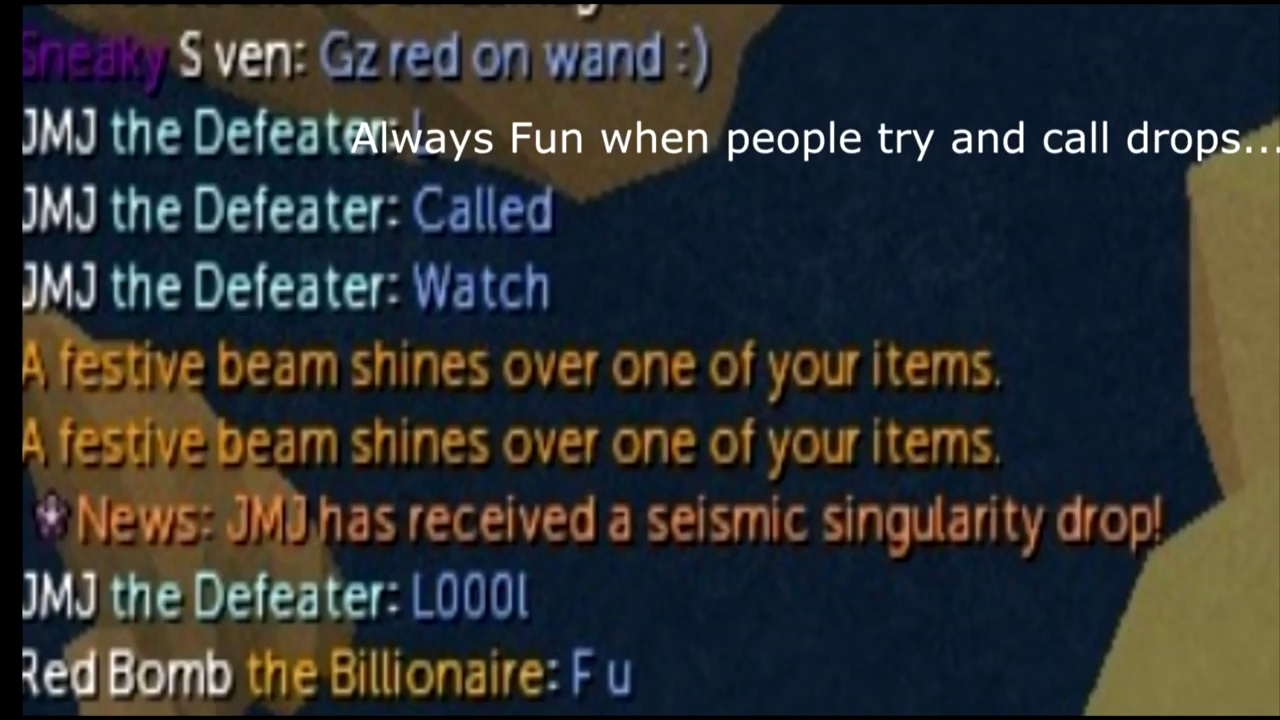 Sneaky S ven: Gz red on wand :)
JMJ the Defeater: L
Always Fun when people try and call drops...
JMJ the Defeater: Called
JMJ the Defeater: Watch
A festive beam shines over one of your items.
A festive beam shines over one of your items.
News: JMJ has received a seismic singularity drop!
JMJ the Defeater: L000l
Red Bomb the Billionaire: F u